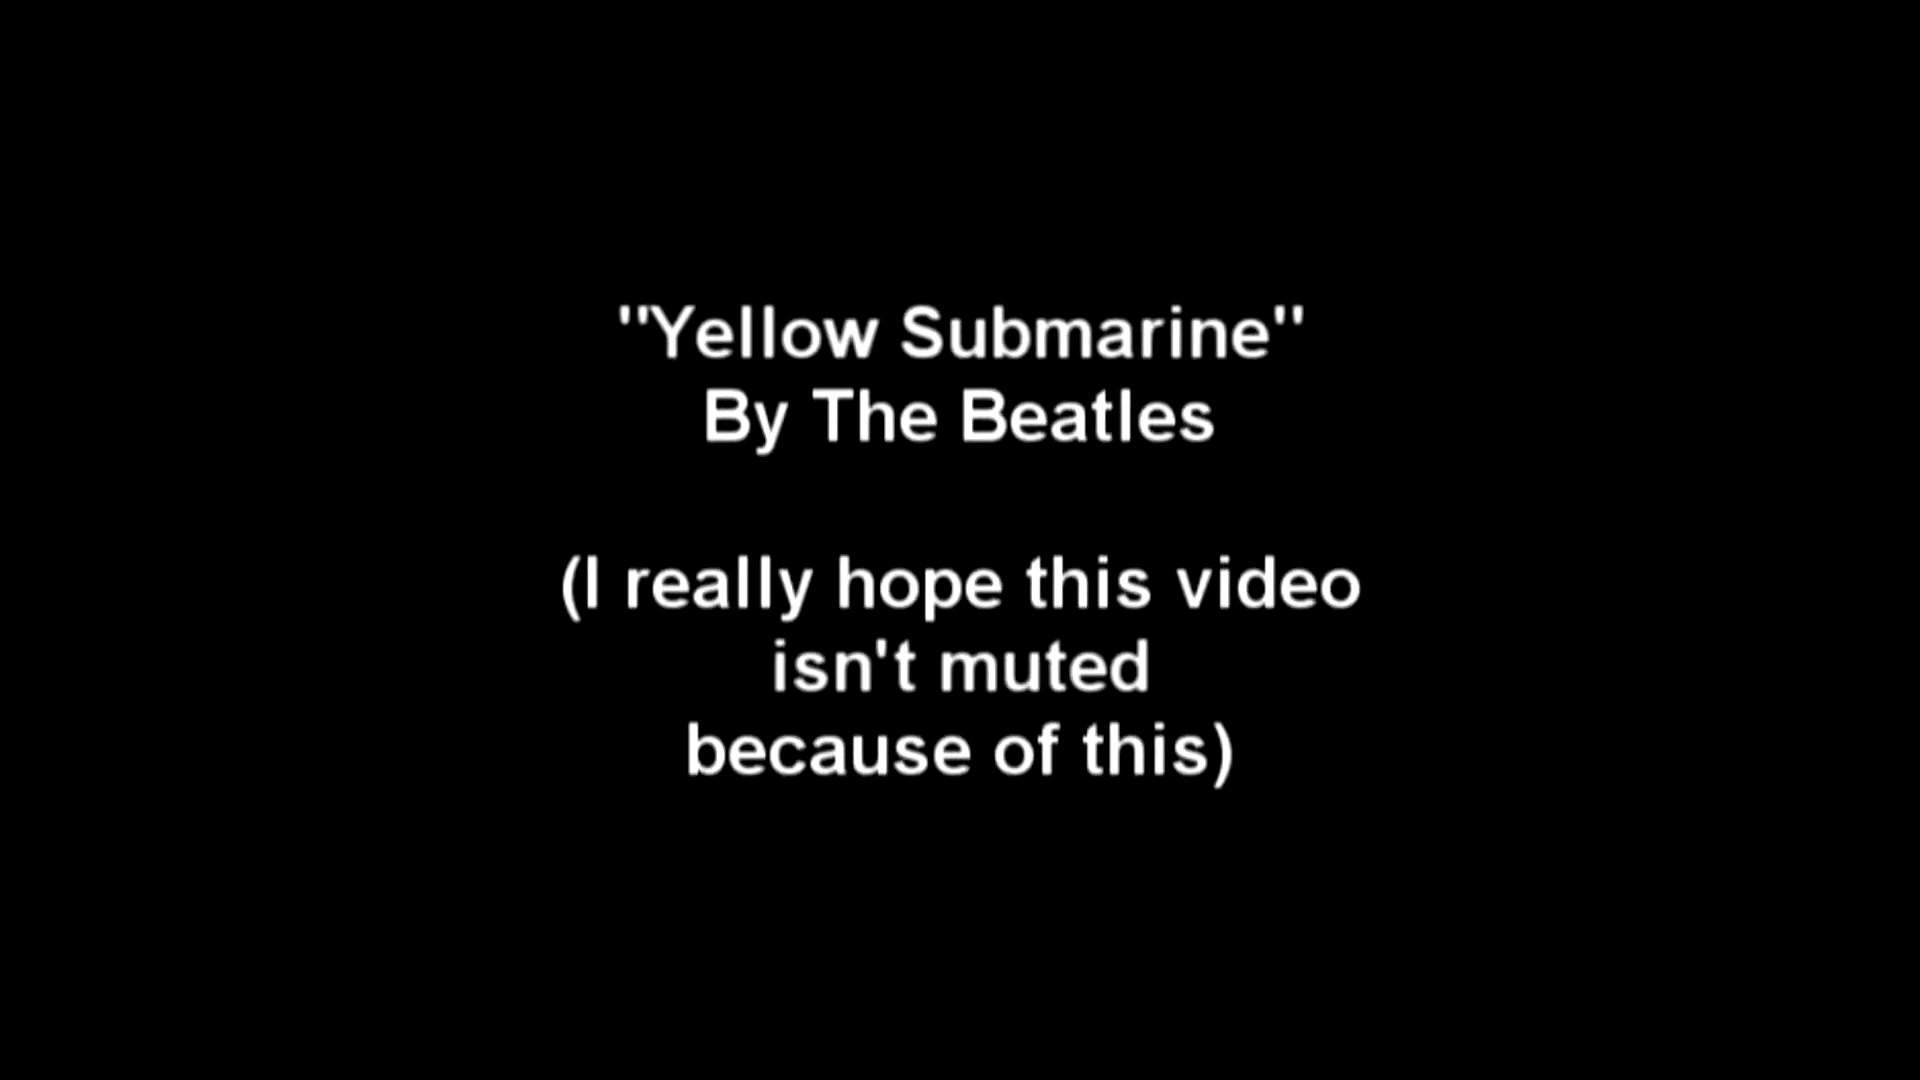 "Yellow Submarine"
By The Beatles
(I really hope this video
isn't muted
because of this)